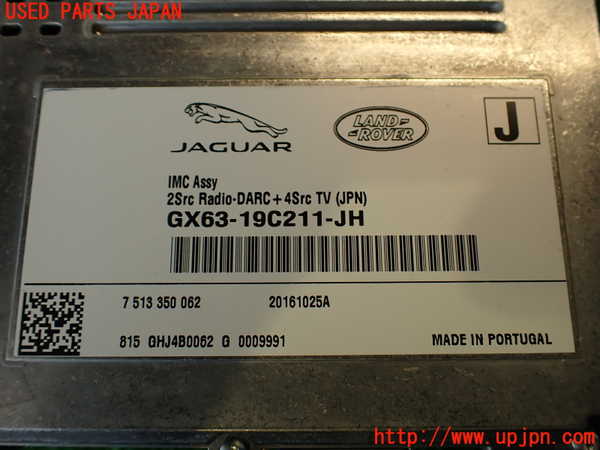 USED PARTS JAPAN
JAGUAR
LAND-
ROVER
J
IMC Assy
2Src Radio-DARC+4Src TV (JPN)
GX63-19C211-JH
7 513 350 062 20161025A
815 GHJ4B0062 G 0009991 MADE IN PORTUGAL
http://www.upjpn.com/